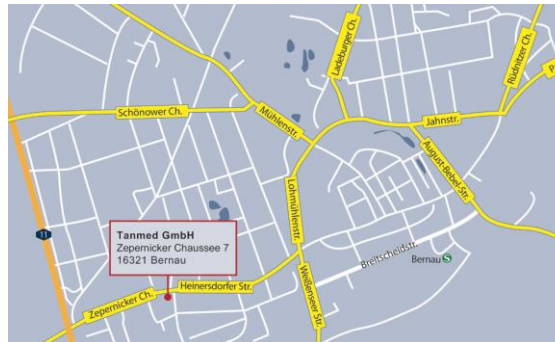 Ladeburger Ch.
Rüdnitzer Ch.
Schönower Ch.
Mühlenstr.
Jahnstr.
P
August-Bebel-Str.
Lohmühlenstr.
11
Tanmed GmbH
Zepernicker Chaussee 7
16321 Bernau
Breitscheidstr.
Bernau S
Heinersdorfer Str.
Weißenseer Str.
Zepernicker Ch.